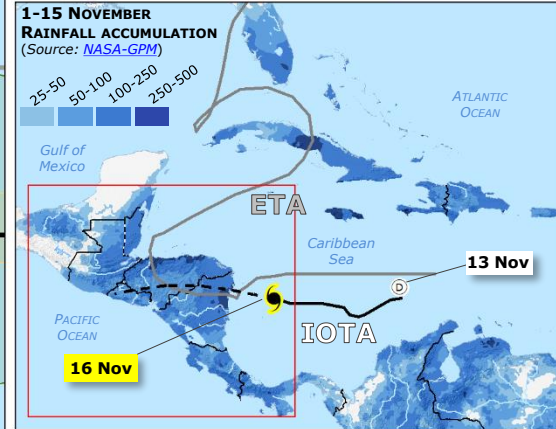 1-15 NOVEMBER
RAINFALL ACCUMULATION
(Source: NASA-GPM)
25-50
50-100
100-250
250-500
ATLANTIC
OCEAN
Gulf of
Mexico
ETA
Caribbean
Sea
13 Nov
D
PACIFIC
OCEAN
IOTA
16 Nov